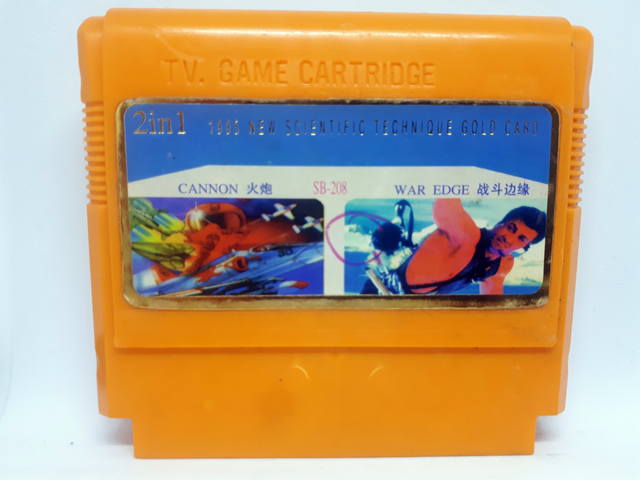 TV. GAME CARTRIDGE
2in1 1995 NEW SCIENTIFIC TECHNIQUE GOLD CARD
CANNON 火炮 SB-208 WAR EDGE 战斗边缘